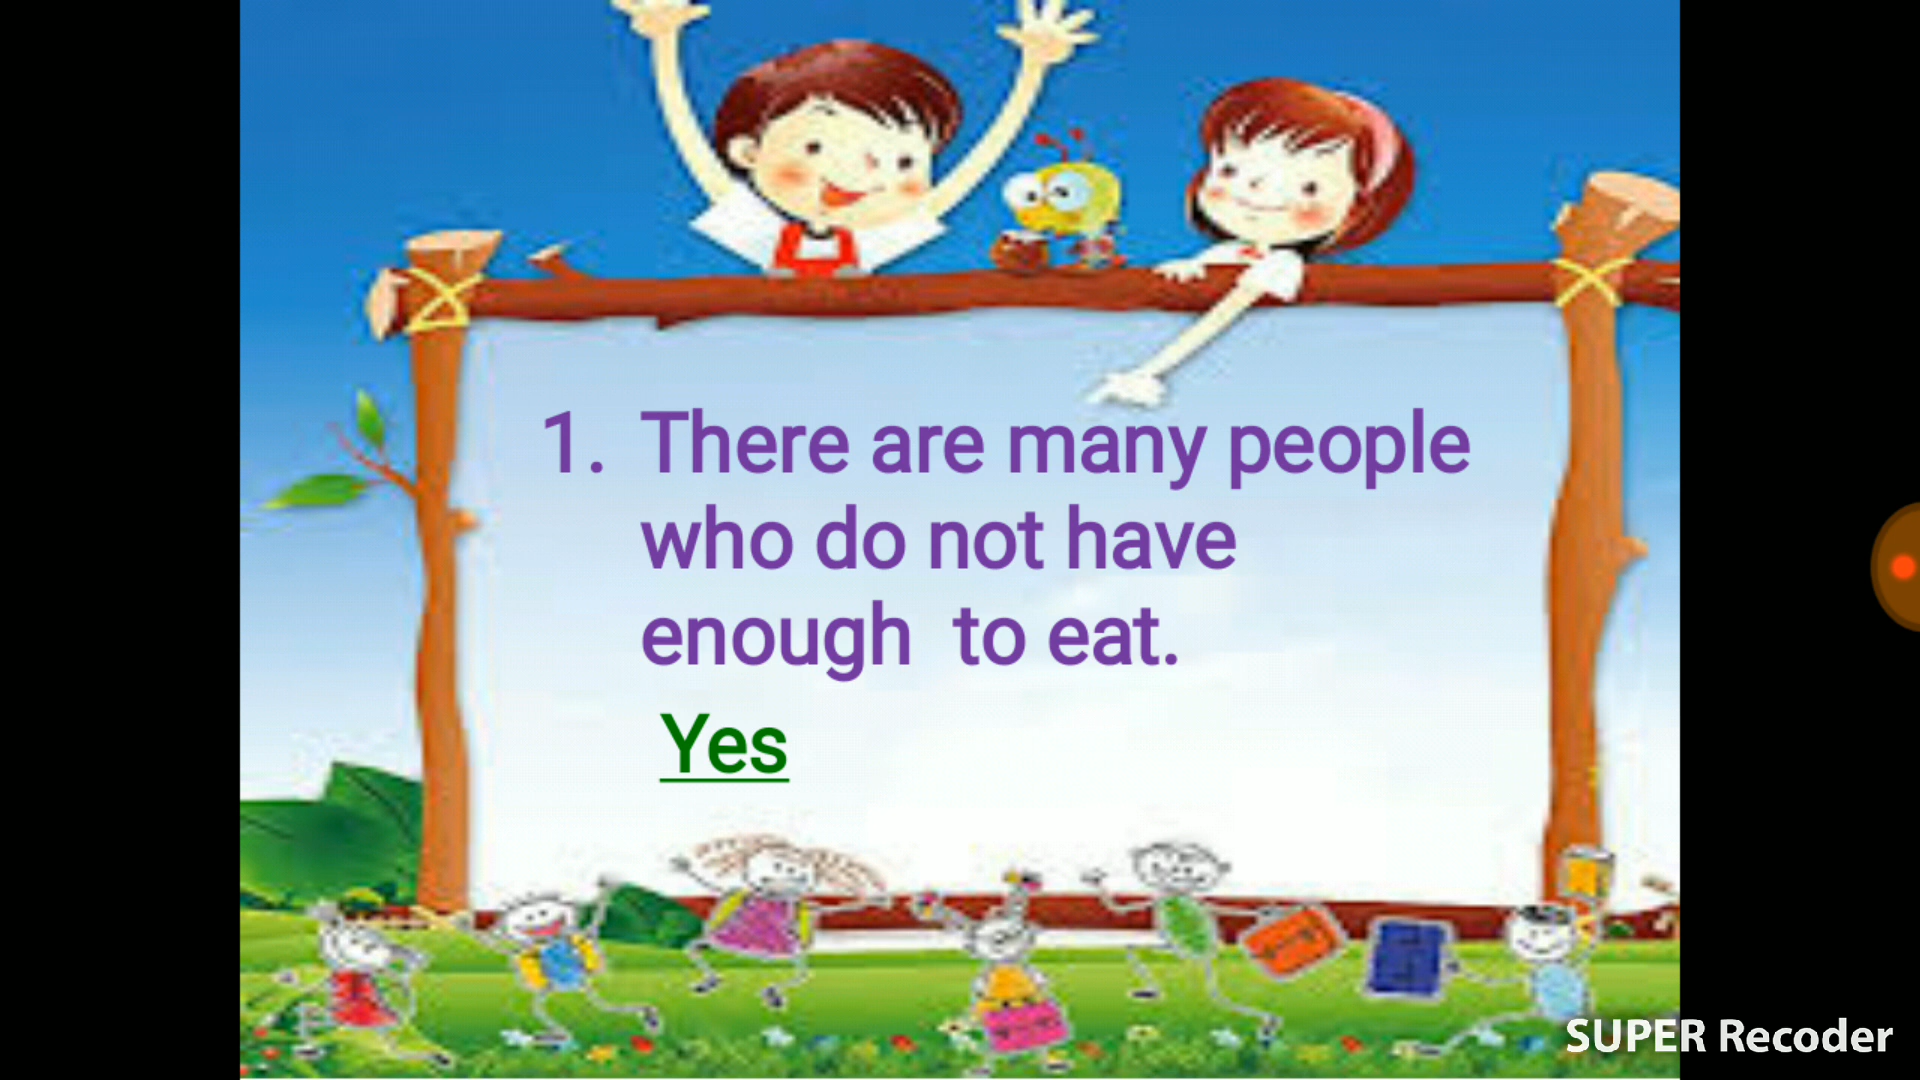 1. There are many people
who do not have
enough  to eat.
Yes
SUPER Recoder